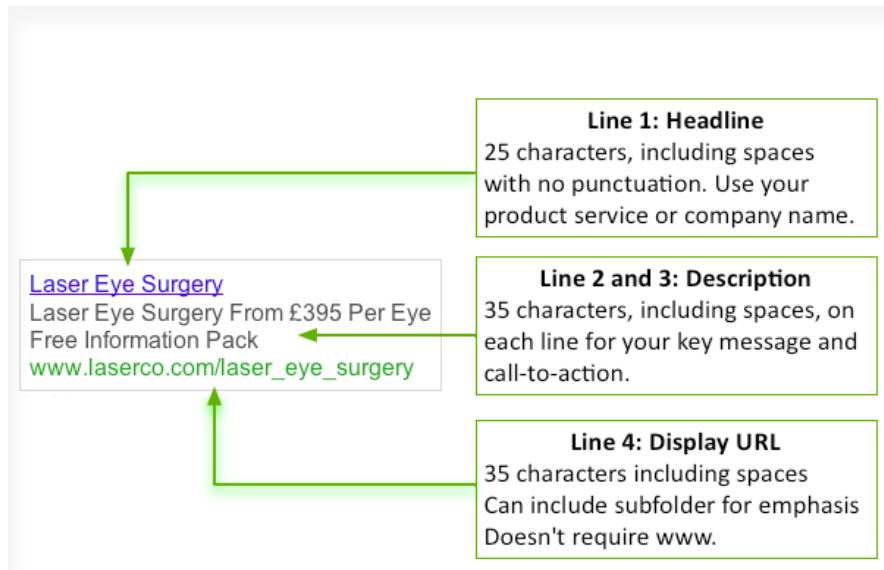 Line 1: Headline
25 characters, including spaces
with no punctuation. Use your
product service or company name.
Laser Eye Surgery
Laser Eye Surgery From £395 Per Eye
Free Information Pack
www.laserco.com/laser_eye_surgery
Line 2 and 3: Description
35 characters, including spaces, on
each line for your key message and
call-to-action.
Line 4: Display URL
35 characters including spaces
Can include subfolder for emphasis
Doesn't require www.